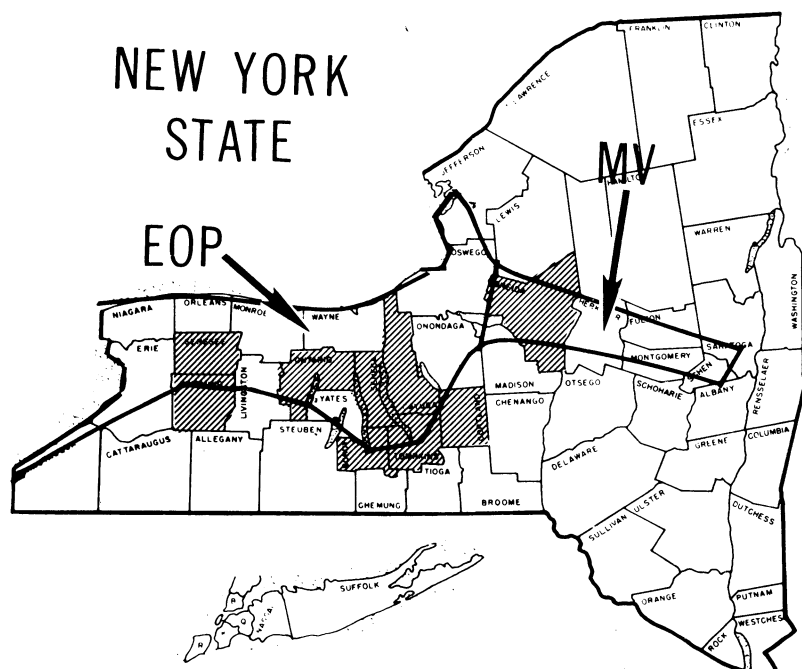 NEW YORK
STATE
EOP
MV
FRANKLIN
CLINTON
ESSEX
JEFFERSON
LEWIS
WARREN
WASHINGTON
OSWEGO
NIAGARA
ORLEANS
MONROE
WAYNE
ONONDAGA
FULTON
SARATOGA
MONTGOMERY
ERIE
ONTARIO
LIVINGSTON
YATES
MADISON
OTSEGO
SCHOHARIE
ALBANY
RENSSELAER
CATTARAUGUS
ALLEGANY
STEUBEN
CHENANGO
TIOGA
CHEMUNG
BROOME
DELAWARE
GREENE
COLUMBIA
SULLIVAN
ULSTER
DUTCHESS
ORANGE
PUTNAM
WESTCHES
ROCK
SUFFOLK